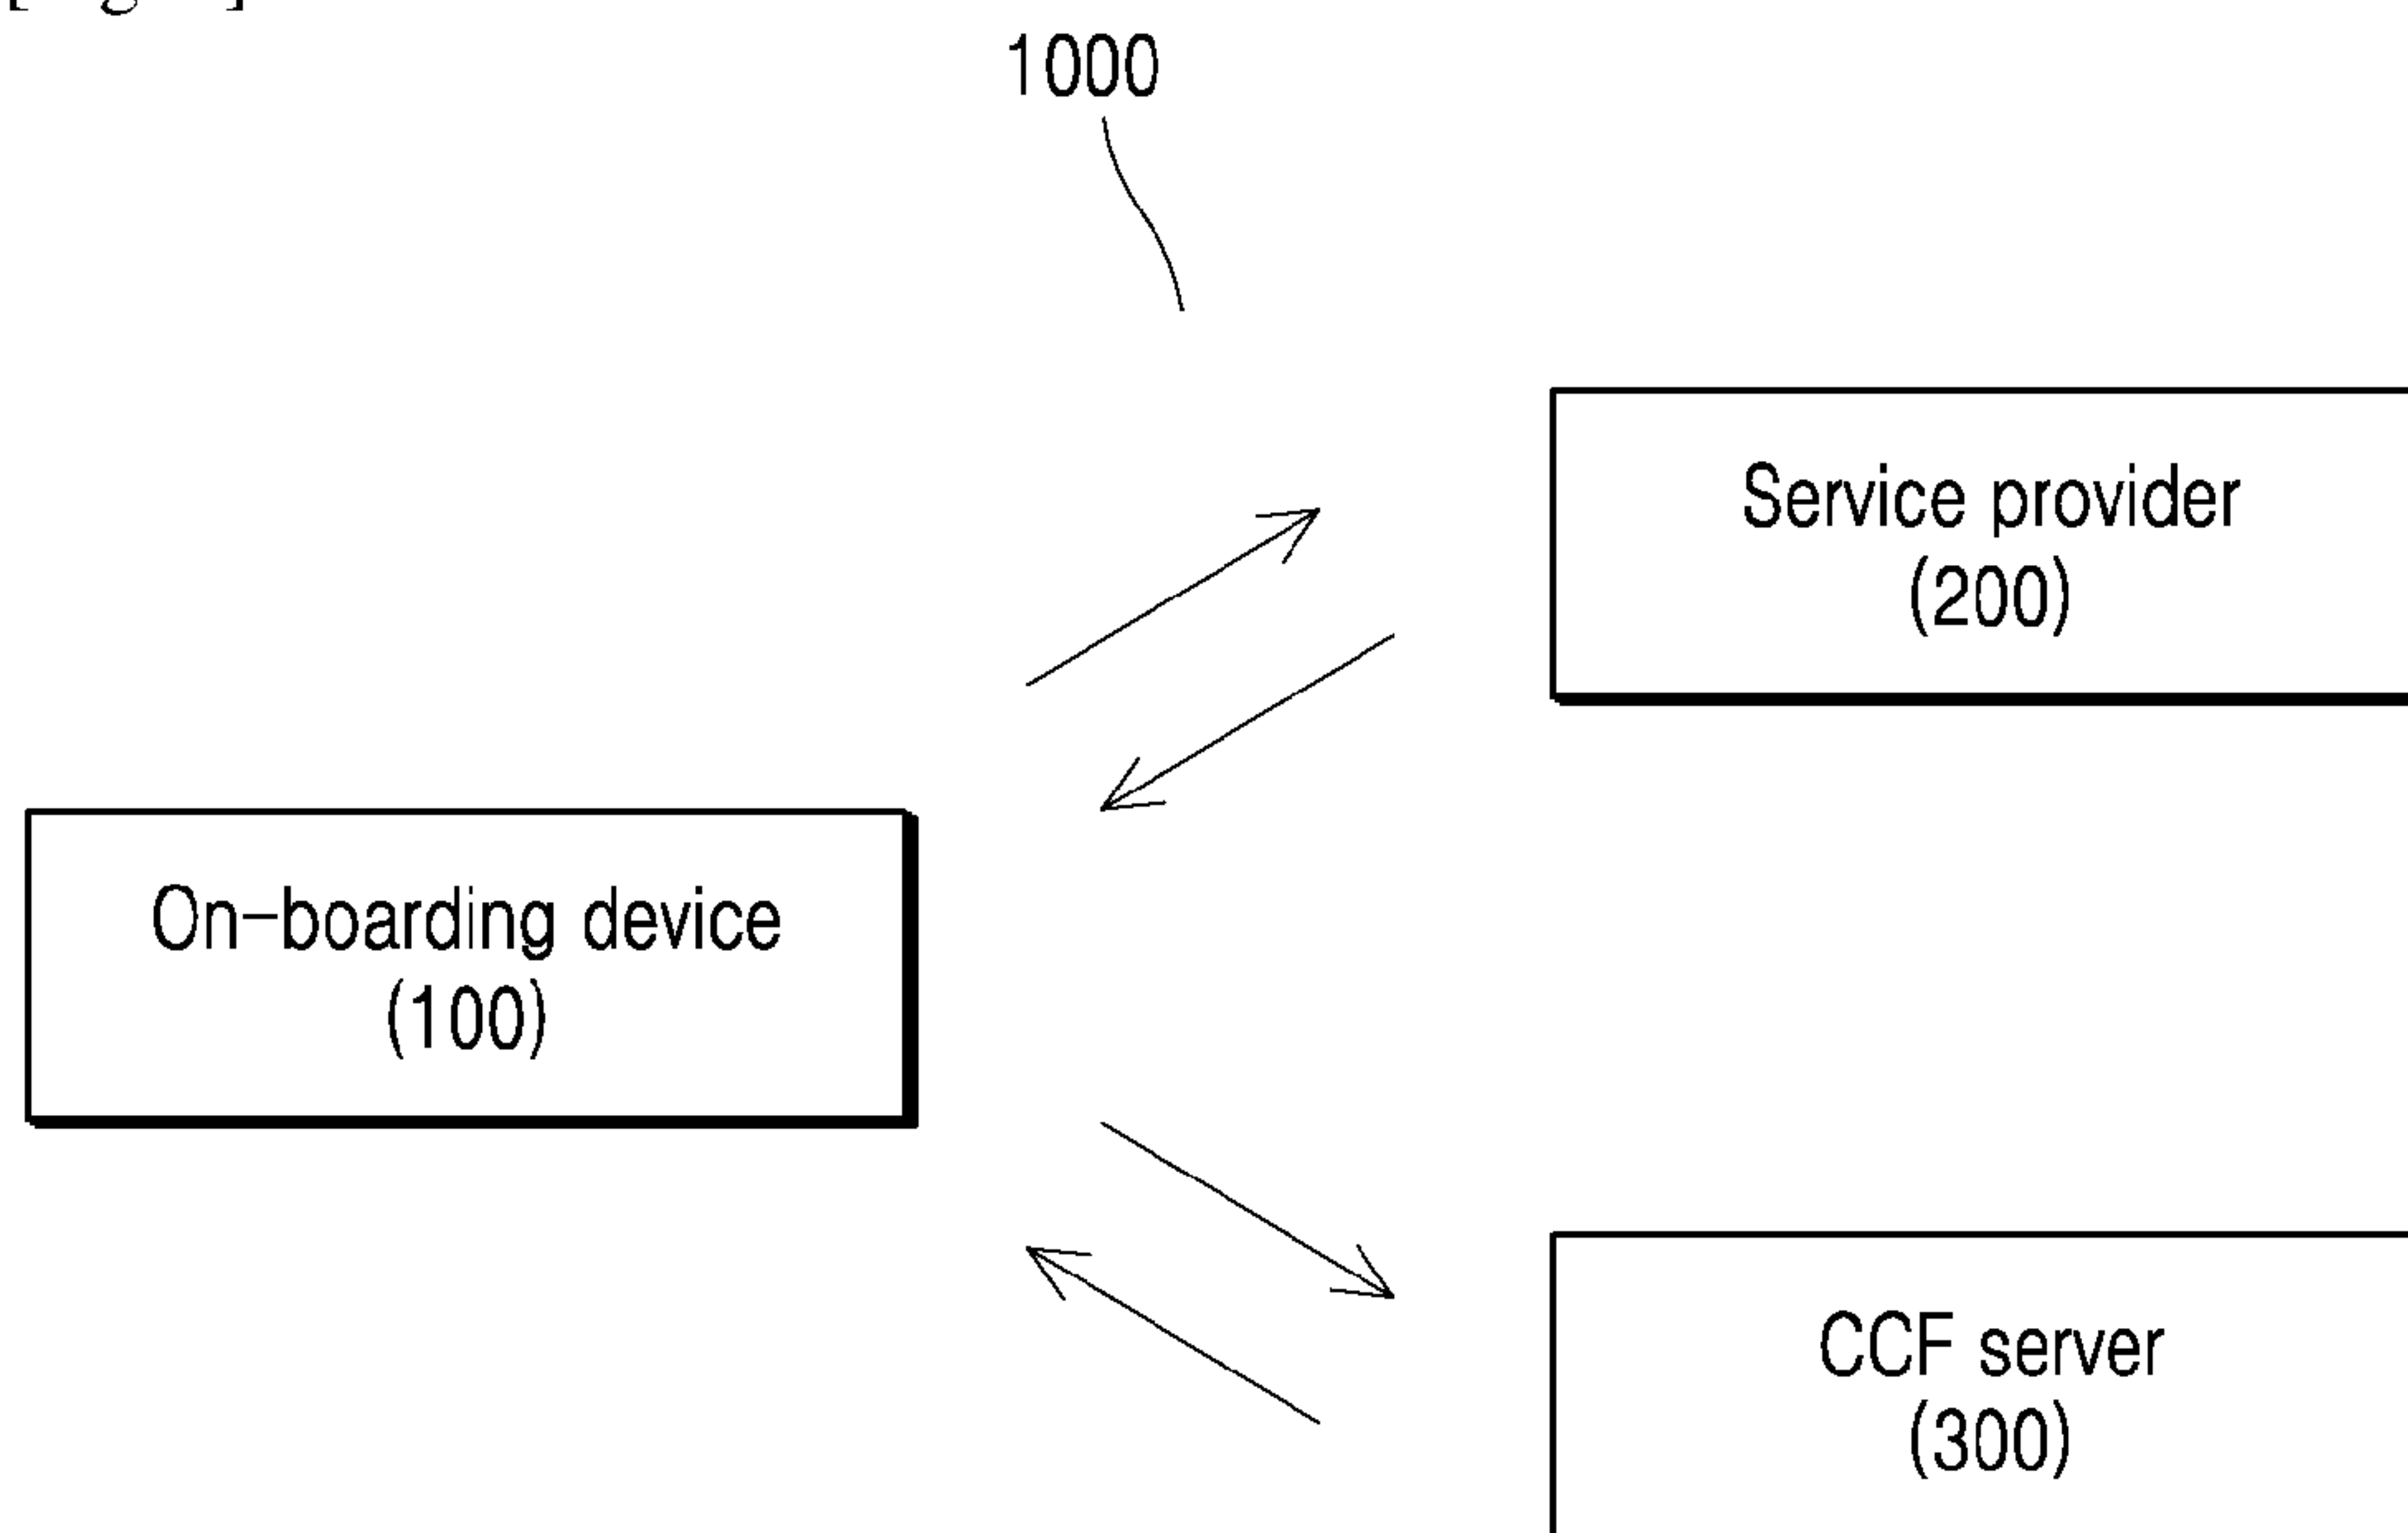 1000
Service provider
(200)
On-boarding device
(100)
CCF server
(300)